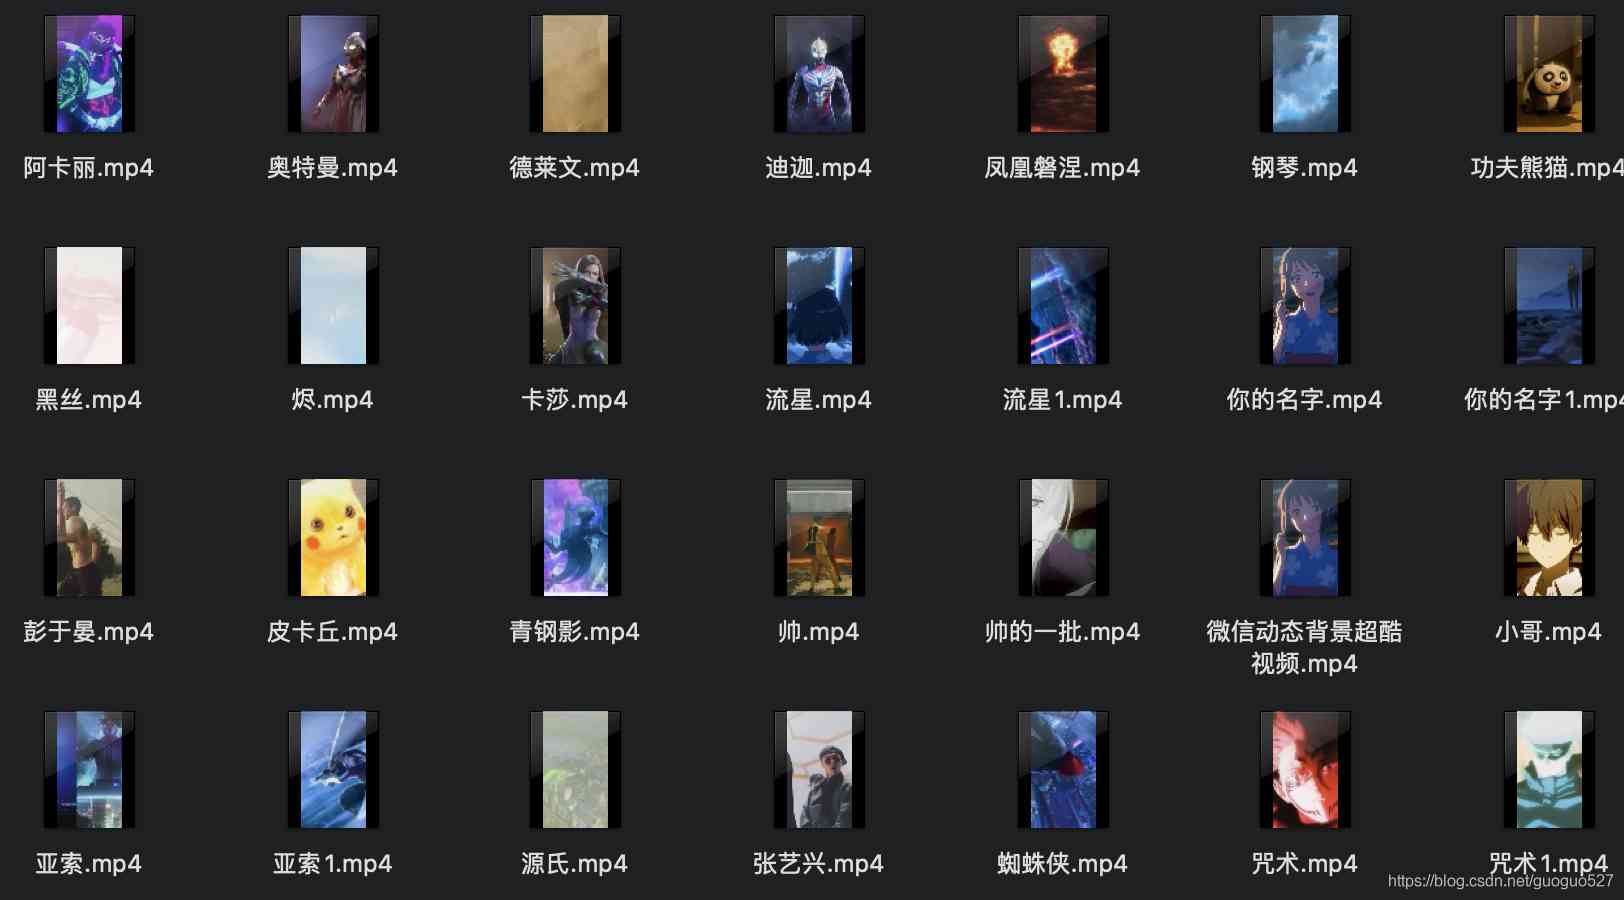 阿卡丽.mp4
奥特曼.mp4
德莱文.mp4
迪迦.mp4
凤凰磐涅.mp4
钢琴.mp4
功夫熊猫.mp4
黑丝.mp4
烬.mp4
卡莎.mp4
流星.mp4
流星1.mp4
你的名字.mp4
你的名字1.mp4
彭于晏.mp4
皮卡丘.mp4
青钢影.mp4
帅.mp4
帅的一批.mp4
微信动态背景超酷
视频.mp4
小哥.mp4
亚索.mp4
亚索1.mp4
源氏.mp4
张艺兴.mp4
蜘蛛侠.mp4
咒术.mp4
咒术1.mp4
https://blog.csdn.net/guoguo527